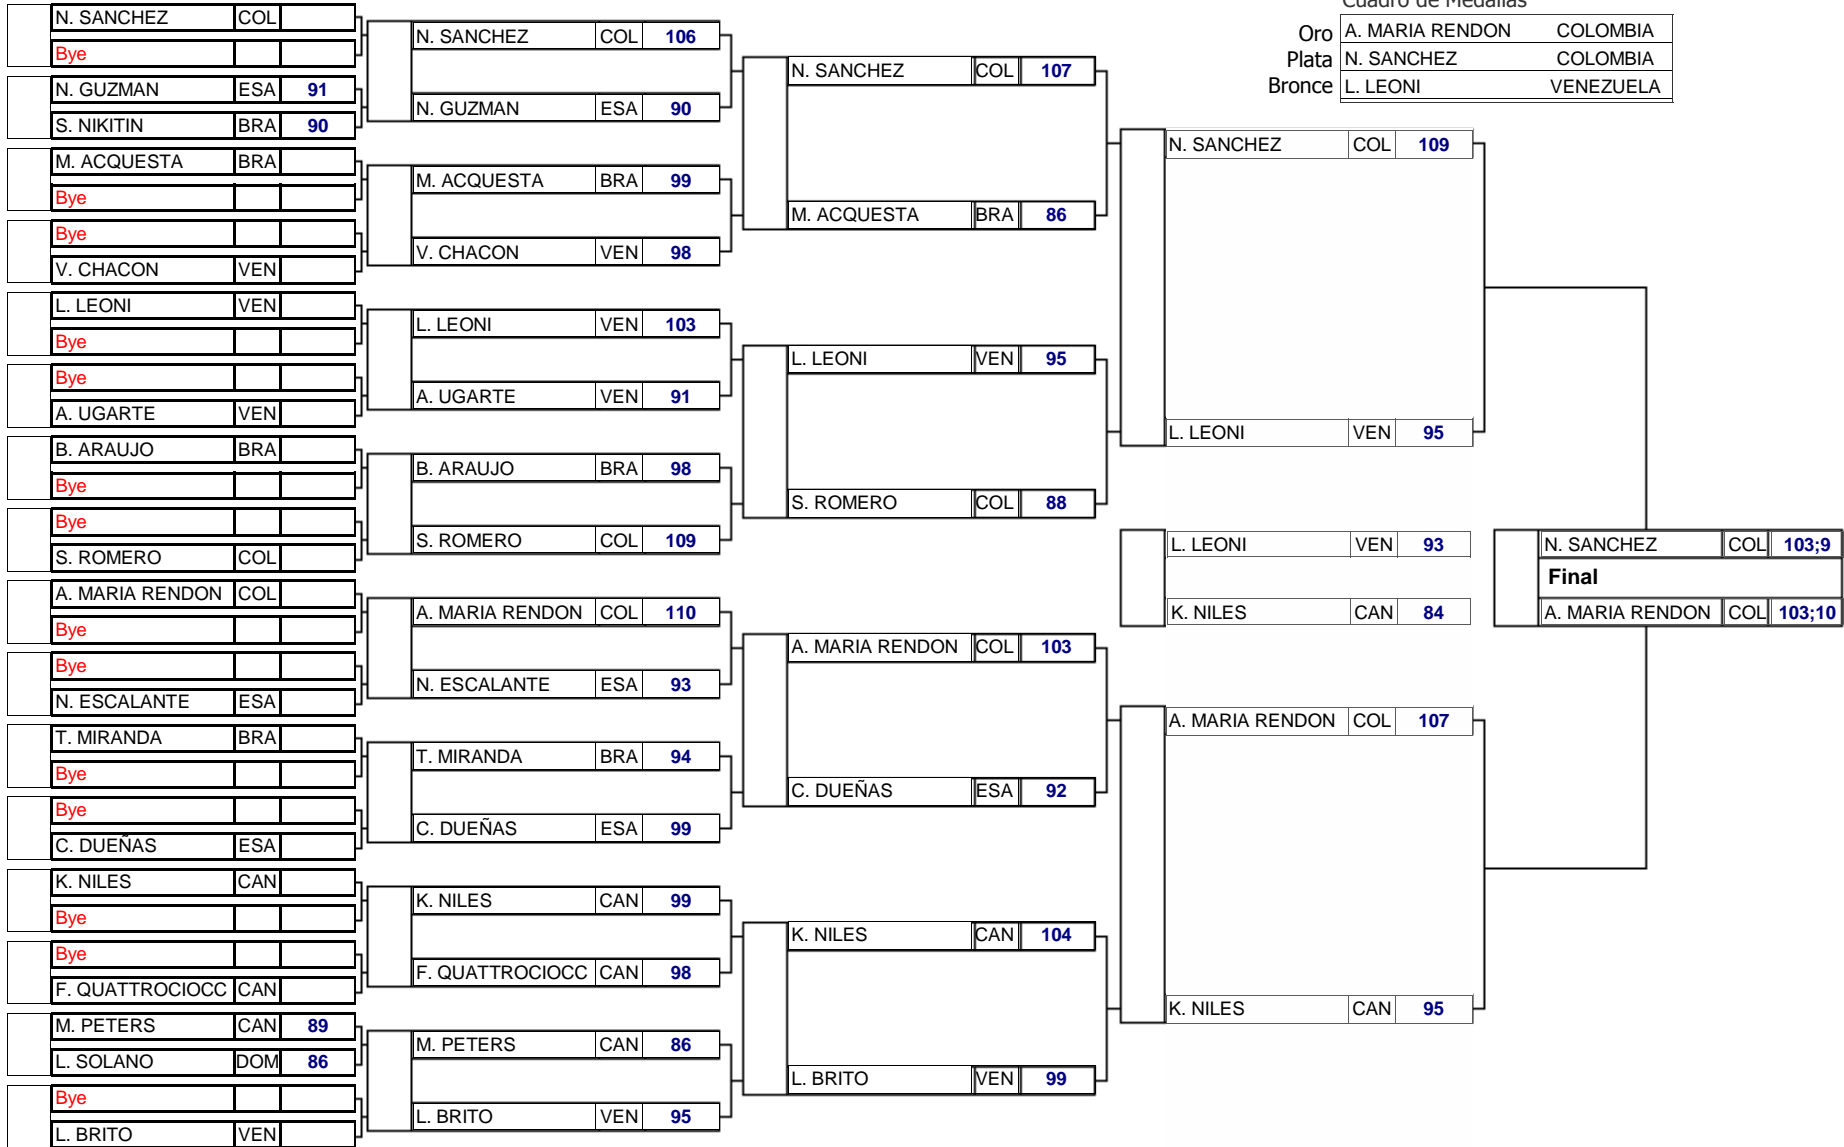 Cuadro de Medallas
Oro A. MARIA RENDON COLOMBIA
Plata N. SANCHEZ COLOMBIA
Bronce L. LEONI VENEZUELA
N. SANCHEZ COL
Bye
N. GUZMAN ESA 91
S. NIKITIN BRA 90
M. ACQUESTA BRA
Bye
Bye
V. CHACON VEN
L. LEONI VEN
Bye
Bye
A. UGARTE VEN
B. ARAUJO BRA
Bye
Bye
S. ROMERO COL
A. MARIA RENDON COL
Bye
Bye
N. ESCALANTE ESA
T. MIRANDA BRA
Bye
Bye
C. DUEÑAS ESA
K. NILES CAN
Bye
Bye
F. QUATTROCIOCC CAN
M. PETERS CAN 89
L. SOLANO DOM 86
Bye
L. BRITO VEN
N. SANCHEZ COL 106
N. GUZMAN ESA 90
M. ACQUESTA BRA 99
V. CHACON VEN 98
L. LEONI VEN 103
A. UGARTE VEN 91
B. ARAUJO BRA 98
S. ROMERO COL 109
A. MARIA RENDON COL 110
N. ESCALANTE ESA 93
T. MIRANDA BRA 94
C. DUEÑAS ESA 99
K. NILES CAN 99
F. QUATTROCIOCC CAN 98
M. PETERS CAN 86
L. BRITO VEN 95
N. SANCHEZ COL 107
M. ACQUESTA BRA 86
L. LEONI VEN 95
S. ROMERO COL 88
A. MARIA RENDON COL 103
C. DUEÑAS ESA 92
K. NILES CAN 104
L. BRITO VEN 99
N. SANCHEZ COL 109
L. LEONI VEN 95
L. LEONI VEN 93
K. NILES CAN 84
A. MARIA RENDON COL 107
K. NILES CAN 95
N. SANCHEZ COL 103;9
Final
A. MARIA RENDON COL 103;10